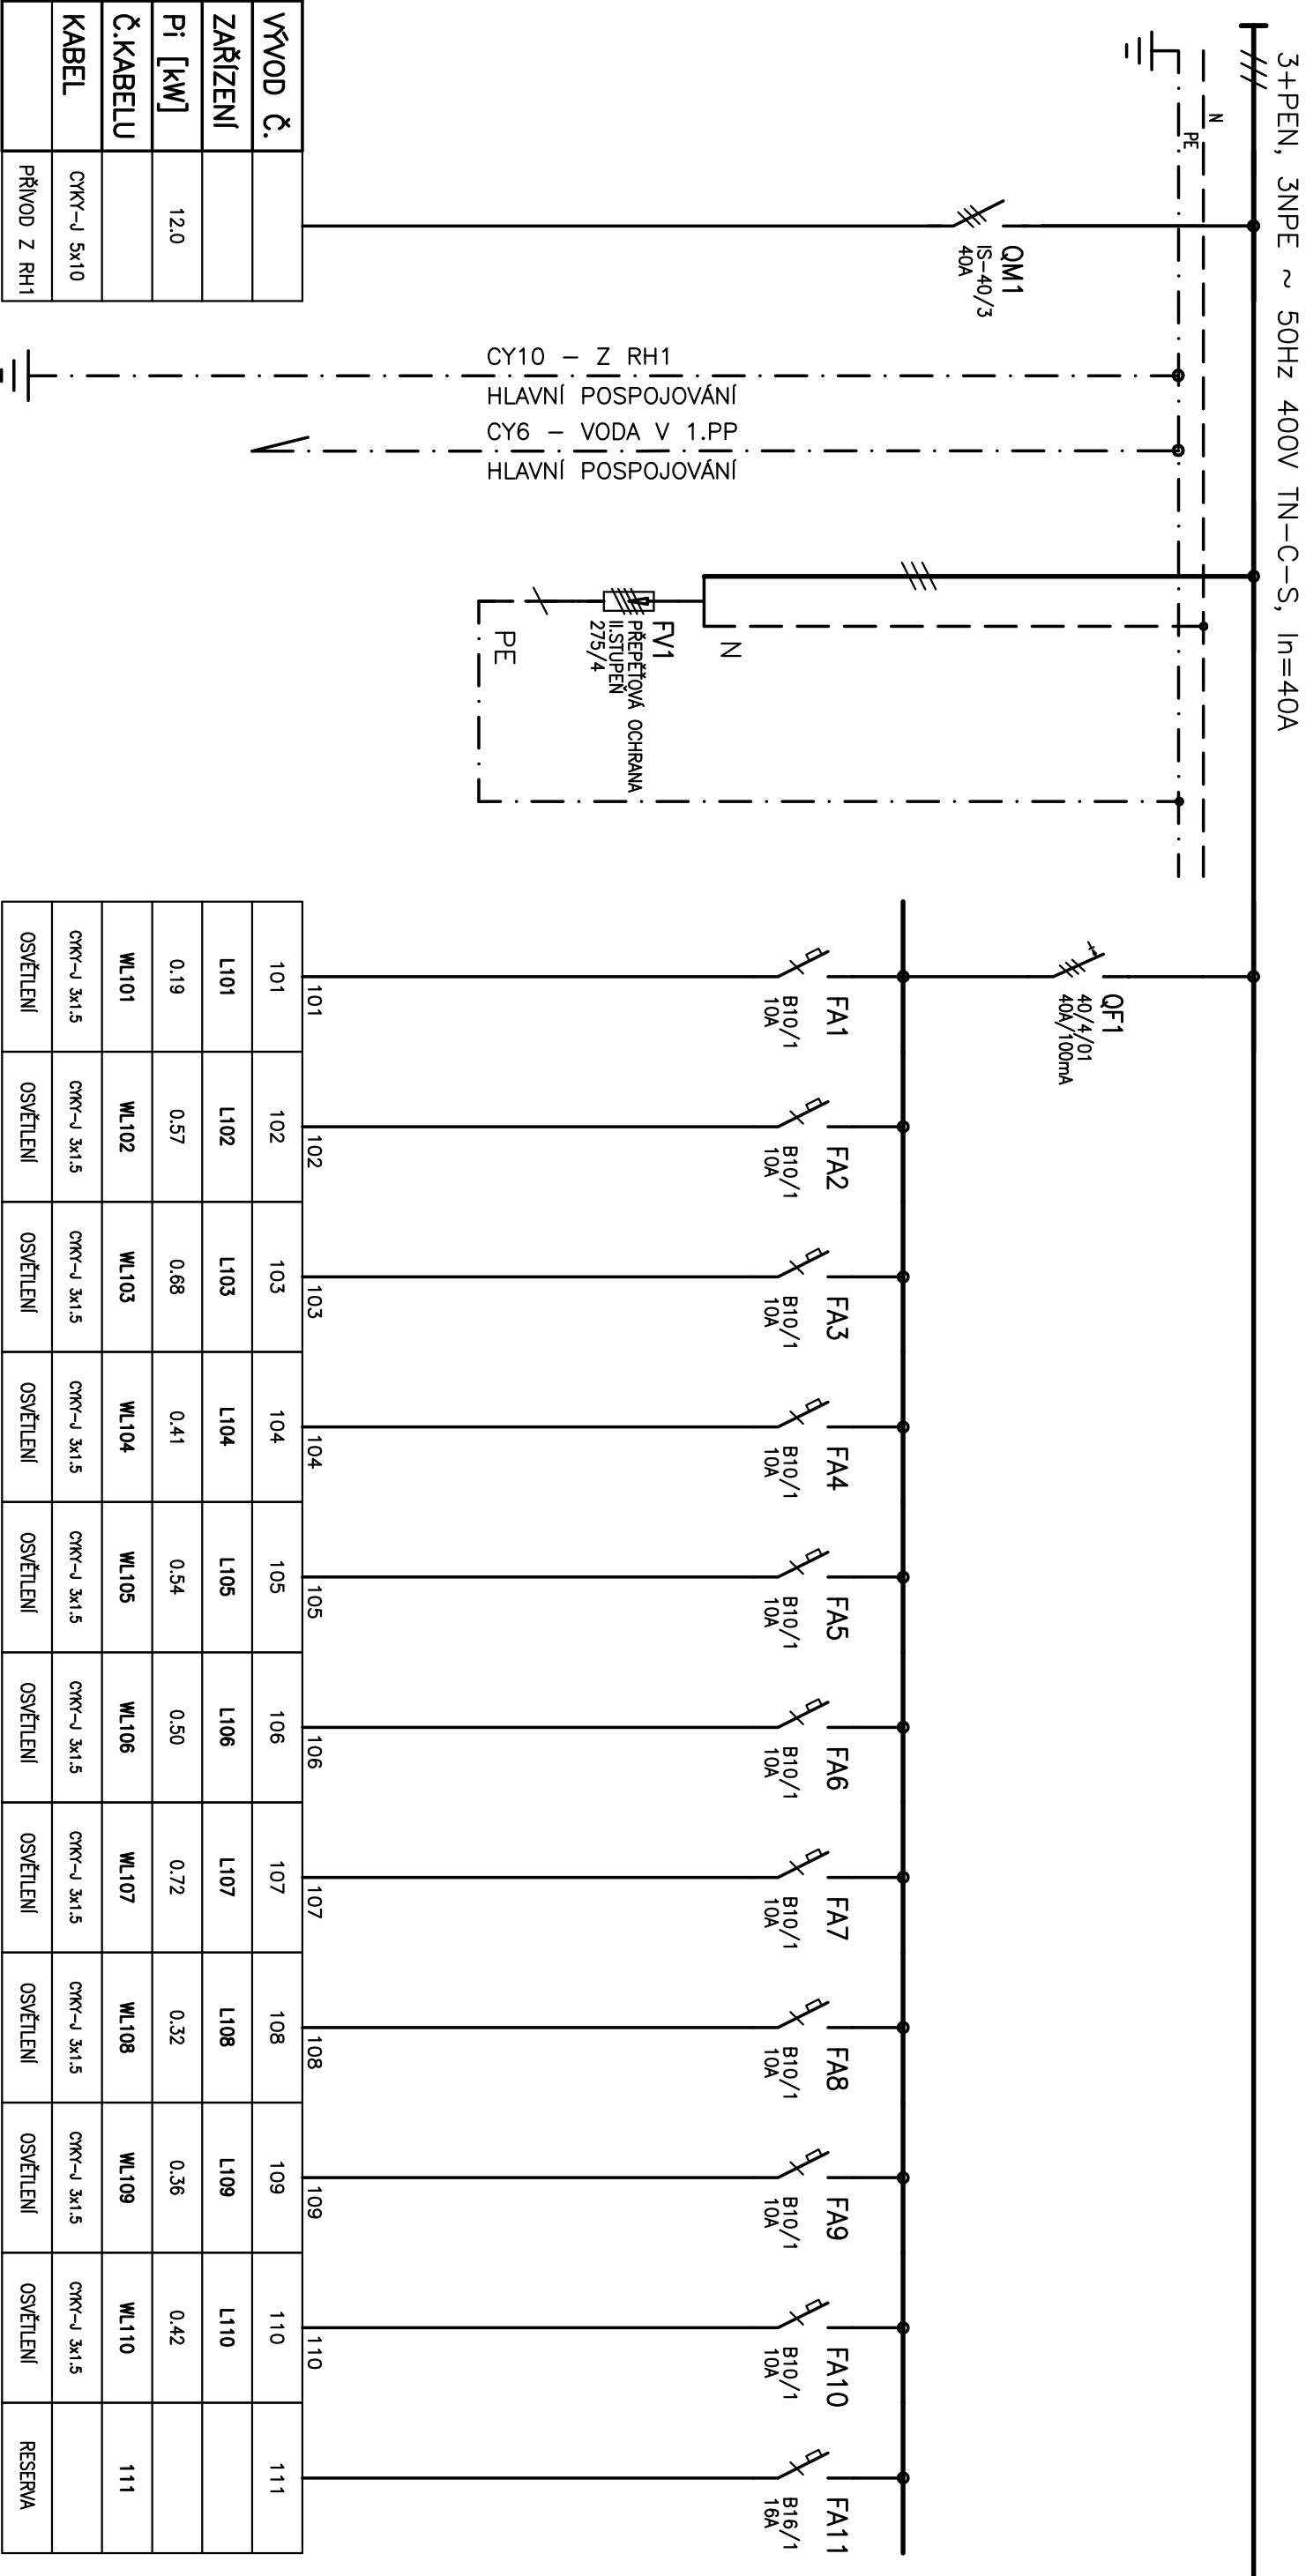 3+PEN, 3NPE ~ 50Hz 400V TN-C-S, In=40A
N
PE
QM1
IS-40/3
40A
CY10 - Z RH1
HLAVNÍ POSPOJOVÁNÍ
CY6 - VODA V 1.PP
HLAVNÍ POSPOJOVÁNÍ
N
FV1
PŘEPĚŤOVÁ OCHRANA
II.STUPEŇ
275/4
PE
QF1
40/4/01
40A/100mA
FA1
B10/1
10A
FA2
B10/1
10A
FA3
B10/1
10A
FA4
B10/1
10A
FA5
B10/1
10A
FA6
B10/1
10A
FA7
B10/1
10A
FA8
B10/1
10A
FA9
B10/1
10A
FA10
B10/1
10A
FA11
B16/1
16A
101 102 103 104 105 106 107 108 109 110
VÝVOD Č. 101 102 103 104 105 106 107 108 109 110 111
ZAŘÍZENÍ L101 L102 L103 L104 L105 L106 L107 L108 L109 L110
Pi [kW] 12.0 0.19 0.57 0.68 0.41 0.54 0.50 0.72 0.32 0.36 0.42
Č.KABELU WL101 WL102 WL103 WL104 WL105 WL106 WL107 WL108 WL109 WL110 111
KABEL CYKY-J 5x10 CYKY-J 3x1.5 CYKY-J 3x1.5 CYKY-J 3x1.5 CYKY-J 3x1.5 CYKY-J 3x1.5 CYKY-J 3x1.5 CYKY-J 3x1.5 CYKY-J 3x1.5 CYKY-J 3x1.5 CYKY-J 3x1.5
PŘÍVOD Z RH1 OSVĚTLENÍ OSVĚTLENÍ OSVĚTLENÍ OSVĚTLENÍ OSVĚTLENÍ OSVĚTLENÍ OSVĚTLENÍ OSVĚTLENÍ OSVĚTLENÍ OSVĚTLENÍ RESERVA